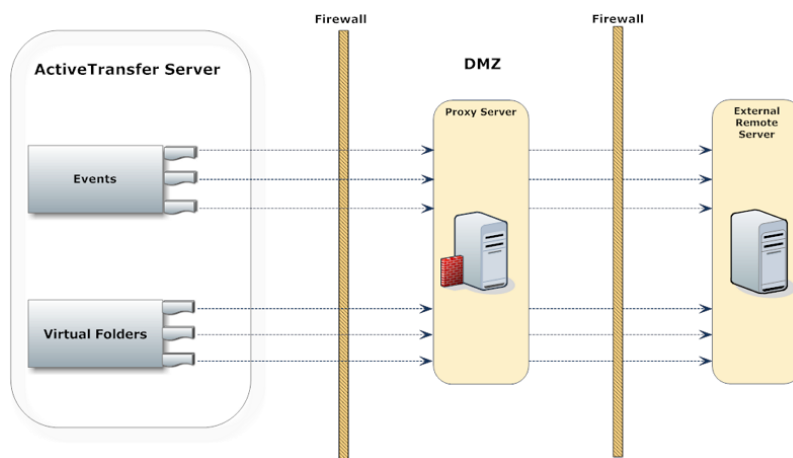 Firewall
Firewall
ActiveTransfer Server
DMZ
Proxy Server
External
Remote
Server
Events
Virtual Folders